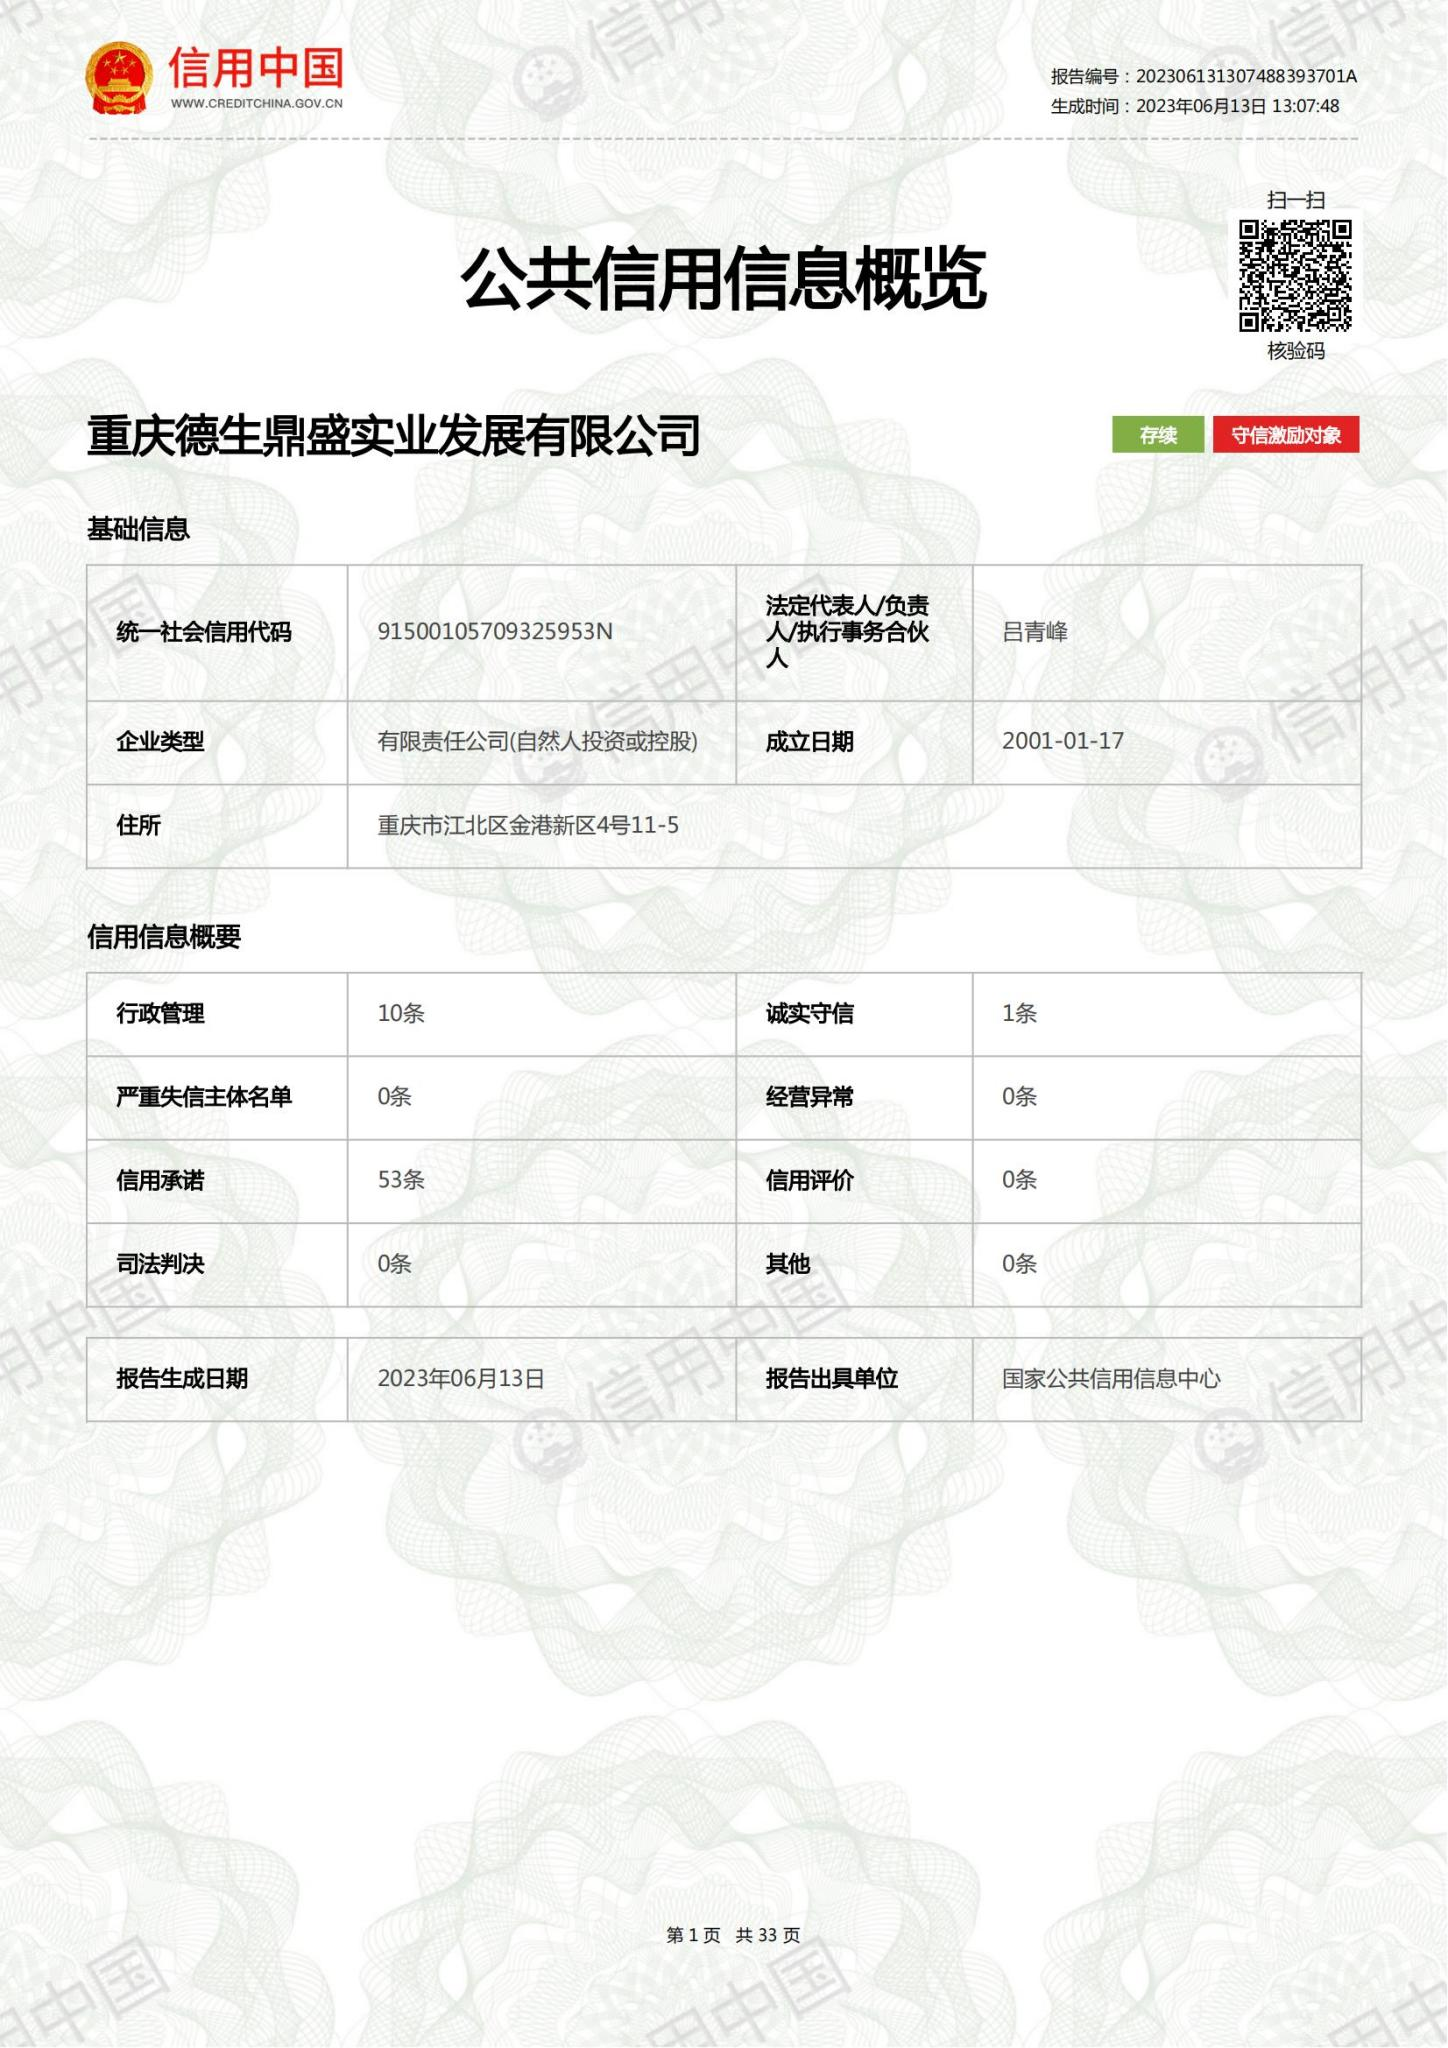 信用中国
WWW.CREDITCHINA.GOV.CN
报告编号：202306131307488393701A
生成时间：2023年06月13日 13:07:48
扫一扫
核验码
公共信用信息概览
重庆德生鼎盛实业发展有限公司
存续 守信激励对象
基础信息
统一社会信用代码 91500105709325953N 法定代表人/负责
人/执行事务合伙
人 吕青峰
企业类型 有限责任公司(自然人投资或控股) 成立日期 2001-01-17
住所 重庆市江北区金港新区4号11-5
信用信息概要
行政管理 10条 诚实守信 1条
严重失信主体名单 0条 经营异常 0条
信用承诺 53条 信用评价 0条
司法判决 0条 其他 0条
报告生成日期 2023年06月13日 报告出具单位 国家公共信用信息中心
第 1 页 共 33 页